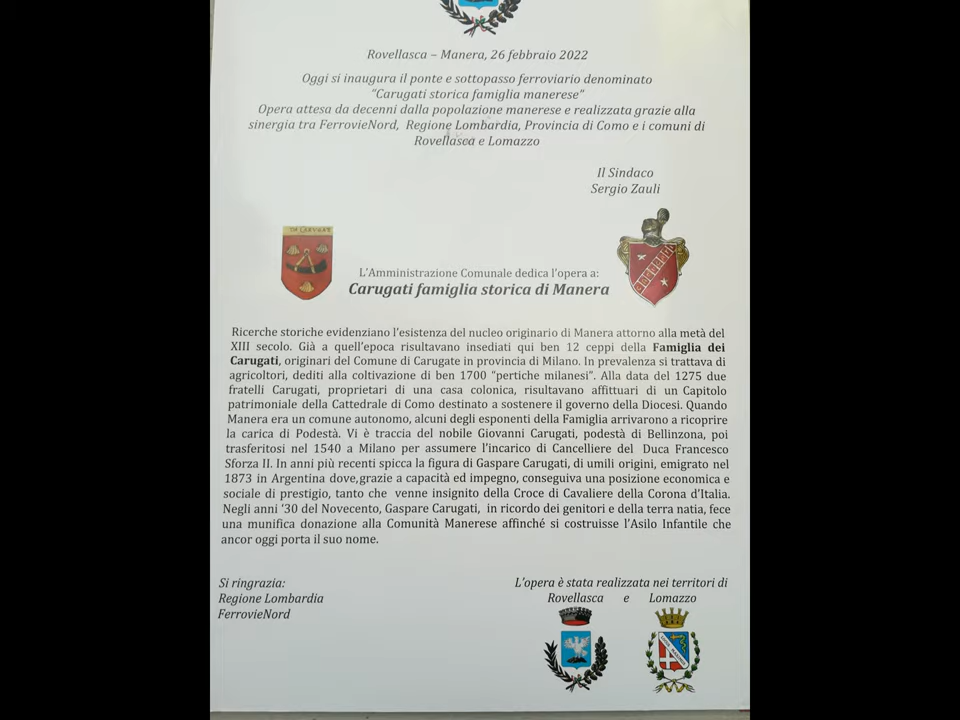 Rovellasca – Manera, 26 febbraio 2022
Oggi si inaugura il ponte e sottopasso ferroviario denominato
"Carugati storica famiglia manerese"
Opera attesa da decenni dalla popolazione manerese e realizzata grazie alla
sinergia tra FerrovieNord, Regione Lombardia, Provincia di Como e i comuni di
Rovellasca e Lomazzo
Il Sindaco
Sergio Zauli
L'Amministrazione Comunale dedica l'opera a:
Carugati famiglia storica di Manera
Ricerche storiche evidenziano l'esistenza del nucleo originario di Manera attorno alla metà del
XIII secolo. Già a quell'epoca risultavano insediati qui ben 12 ceppi della Famiglia dei
Carugati, originari del Comune di Carugate in provincia di Milano. In prevalenza si trattava di
agricoltori, dediti alla coltivazione di ben 1700 "pertiche milanesi". Alla data del 1275 due
fratelli Carugati, proprietari di una casa colonica, risultavano affittuari di un Capitolo
patrimoniale della Cattedrale di Como destinato a sostenere il governo della Diocesi. Quando
Manera era un comune autonomo, alcuni degli esponenti della Famiglia arrivarono a ricoprire
la carica di Podestà. Vi è traccia del nobile Giovanni Carugati, podestà di Bellinzona, poi
trasferitosi nel 1540 a Milano per assumere l'incarico di Cancelliere del Duca Francesco
Sforza II. In anni più recenti spicca la figura di Gaspare Carugati, di umili origini, emigrato nel
1873 in Argentina dove,grazie a capacità ed impegno, conseguiva una posizione economica e
sociale di prestigio, tanto che venne insignito della Croce di Cavaliere della Corona d'Italia.
Negli anni '30 del Novecento, Gaspare Carugati, in ricordo dei genitori e della terra natia, fece
una munifica donazione alla Comunità Manerese affinché si costruisse l'Asilo Infantile che
ancor oggi porta il suo nome.
Si ringrazia:
Regione Lombardia
FerrovieNord
L'opera è stata realizzata nei territori di
Rovellasca e Lomazzo